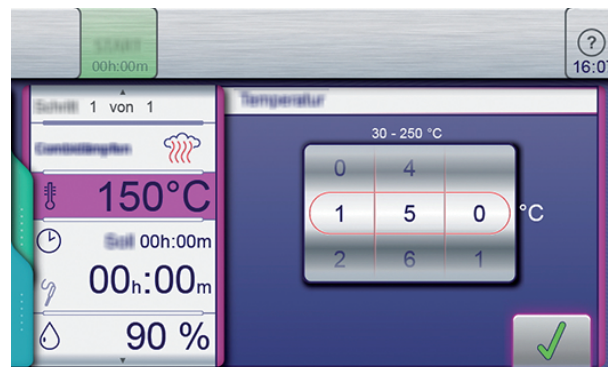 00h:00m
?
16:07
1 von 1
Temperatur
30 - 250 °C
150°C
0 4
1 5 0 °C
2 6 1
00h:00m
00h:00m
90 %